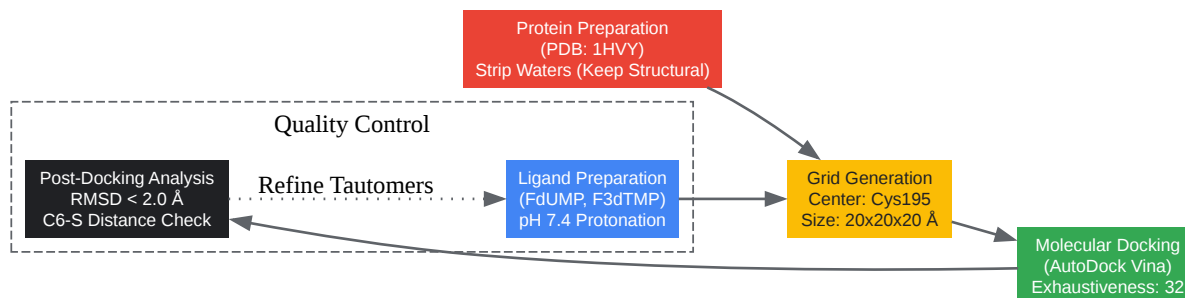 Protein Preparation
(PDB: 1HVY)
Strip Waters (Keep Structural)
Quality Control
Post-Docking Analysis
RMSD < 2.0 Å
C6-S Distance Check
Refine Tautomers
Ligand Preparation
(FdUMP, F3dTMP)
pH 7.4 Protonation
Grid Generation
Center: Cys195
Size: 20x20x20 Å
Molecular Docking
(AutoDock Vina)
Exhaustiveness: 32